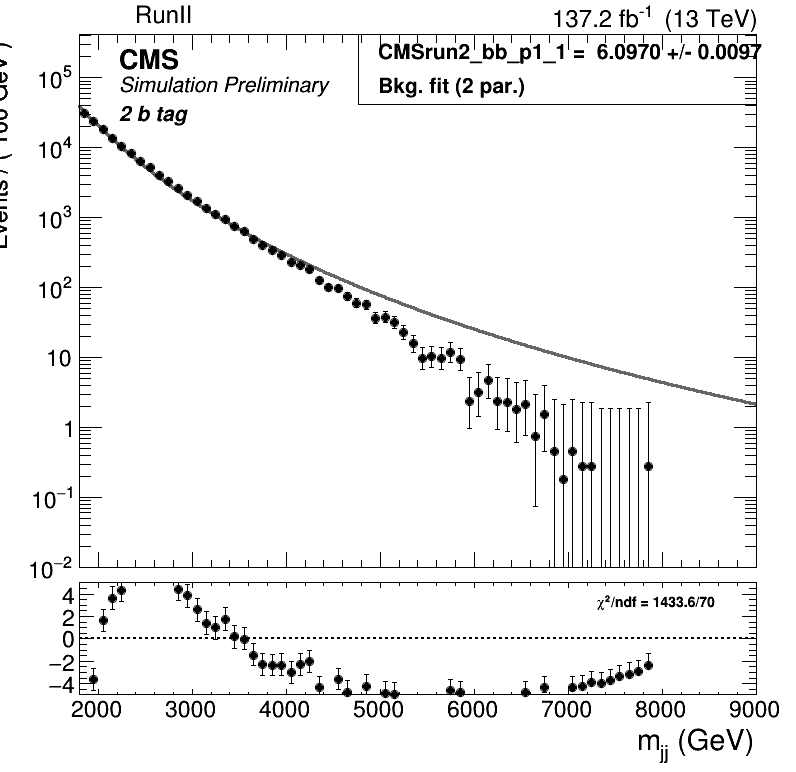 RunII
137.2 fb⁻¹ (13 TeV)
CMS
Simulation Preliminary
2 b tag
CMSrun2_bb_p1_1 = 6.0970 +/- 0.0097
Bkg. fit (2 par.)
Events / ( 100 GeV )
10⁵
10⁴
10³
10²
10
1
10⁻¹
10⁻²
χ²/ndf = 1433.6/70
4
2
0
−2
−4
2000 3000 4000 5000 6000 7000 8000 9000
m_jj (GeV)